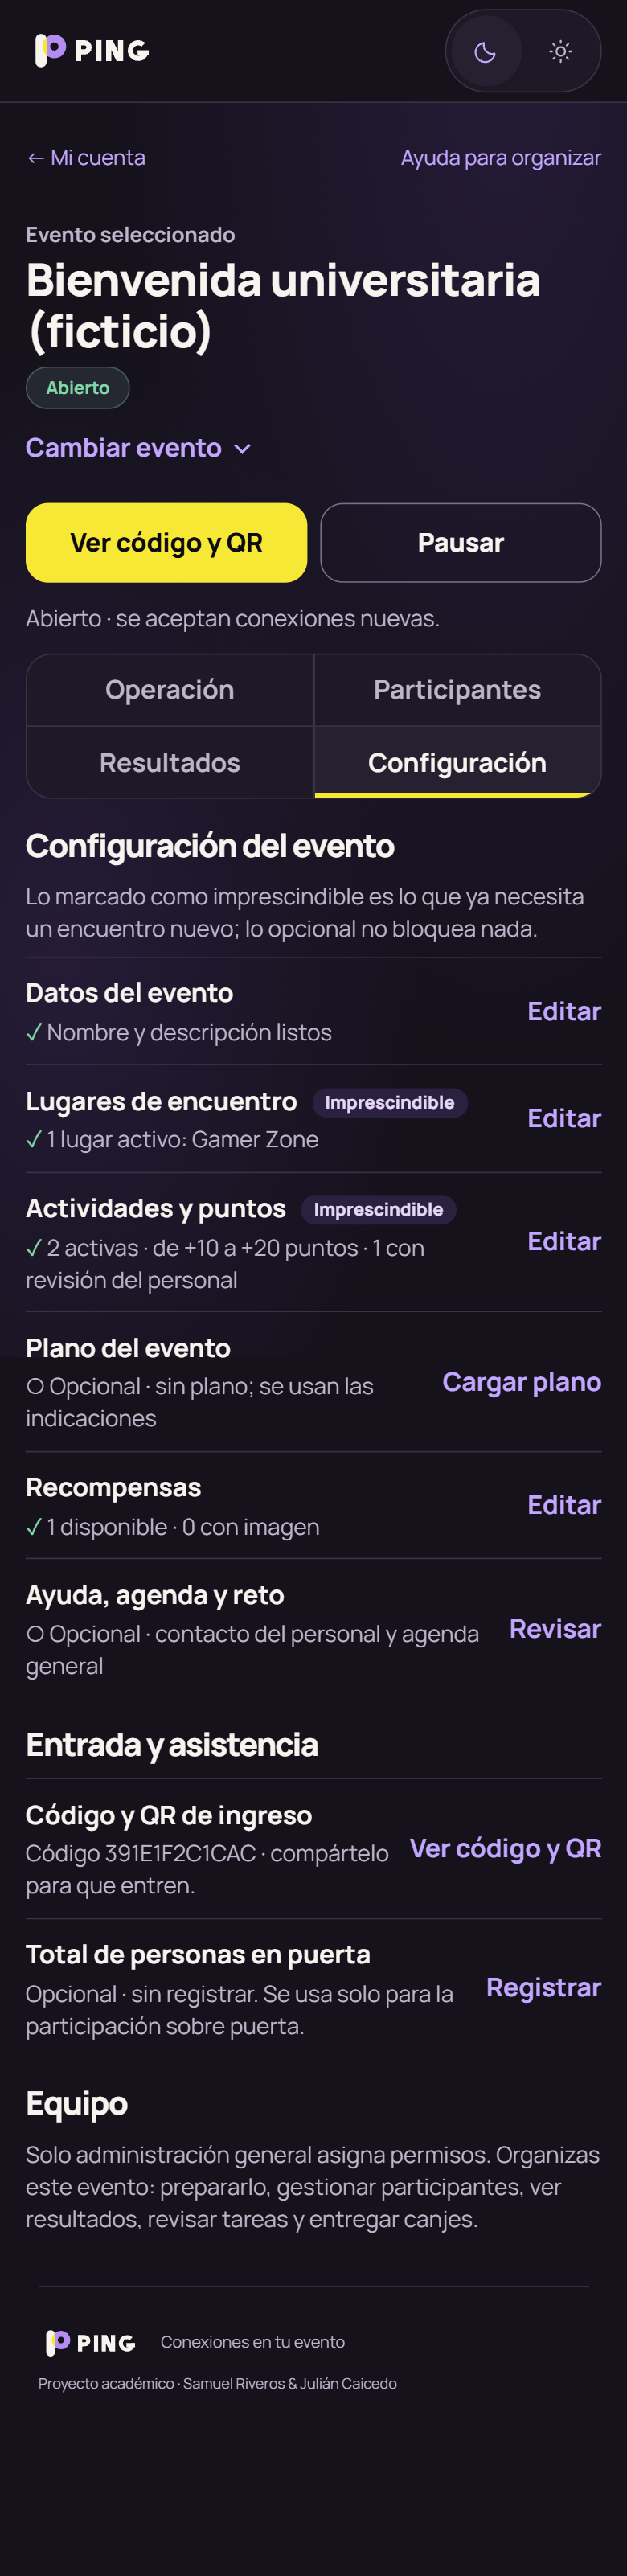 PING
← Mi cuenta
Ayuda para organizar
Evento seleccionado
Bienvenida universitaria
(ficticio)
Abierto
Cambiar evento
Ver código y QR
Pausar
Abierto · se aceptan conexiones nuevas.
Operación
Participantes
Resultados
Configuración
Configuración del evento
Lo marcado como imprescindible es lo que ya necesita
un encuentro nuevo; lo opcional no bloquea nada.
Datos del evento
✓ Nombre y descripción listos
Editar
Lugares de encuentro Imprescindible
✓ 1 lugar activo: Gamer Zone
Editar
Actividades y puntos Imprescindible
✓ 2 activas · de +10 a +20 puntos · 1 con
revisión del personal
Editar
Plano del evento
○ Opcional · sin plano; se usan las
indicaciones
Cargar plano
Recompensas
✓ 1 disponible · 0 con imagen
Editar
Ayuda, agenda y reto
○ Opcional · contacto del personal y agenda
general
Revisar
Entrada y asistencia
Código y QR de ingreso
Código 391E1F2C1CAC · compártelo
para que entren.
Ver código y QR
Total de personas en puerta
Opcional · sin registrar. Se usa solo para la
participación sobre puerta.
Registrar
Equipo
Solo administración general asigna permisos. Organizas
este evento: prepararlo, gestionar participantes, ver
resultados, revisar tareas y entregar canjes.
PING
Conexiones en tu evento
Proyecto académico · Samuel Riveros & Julián Caicedo